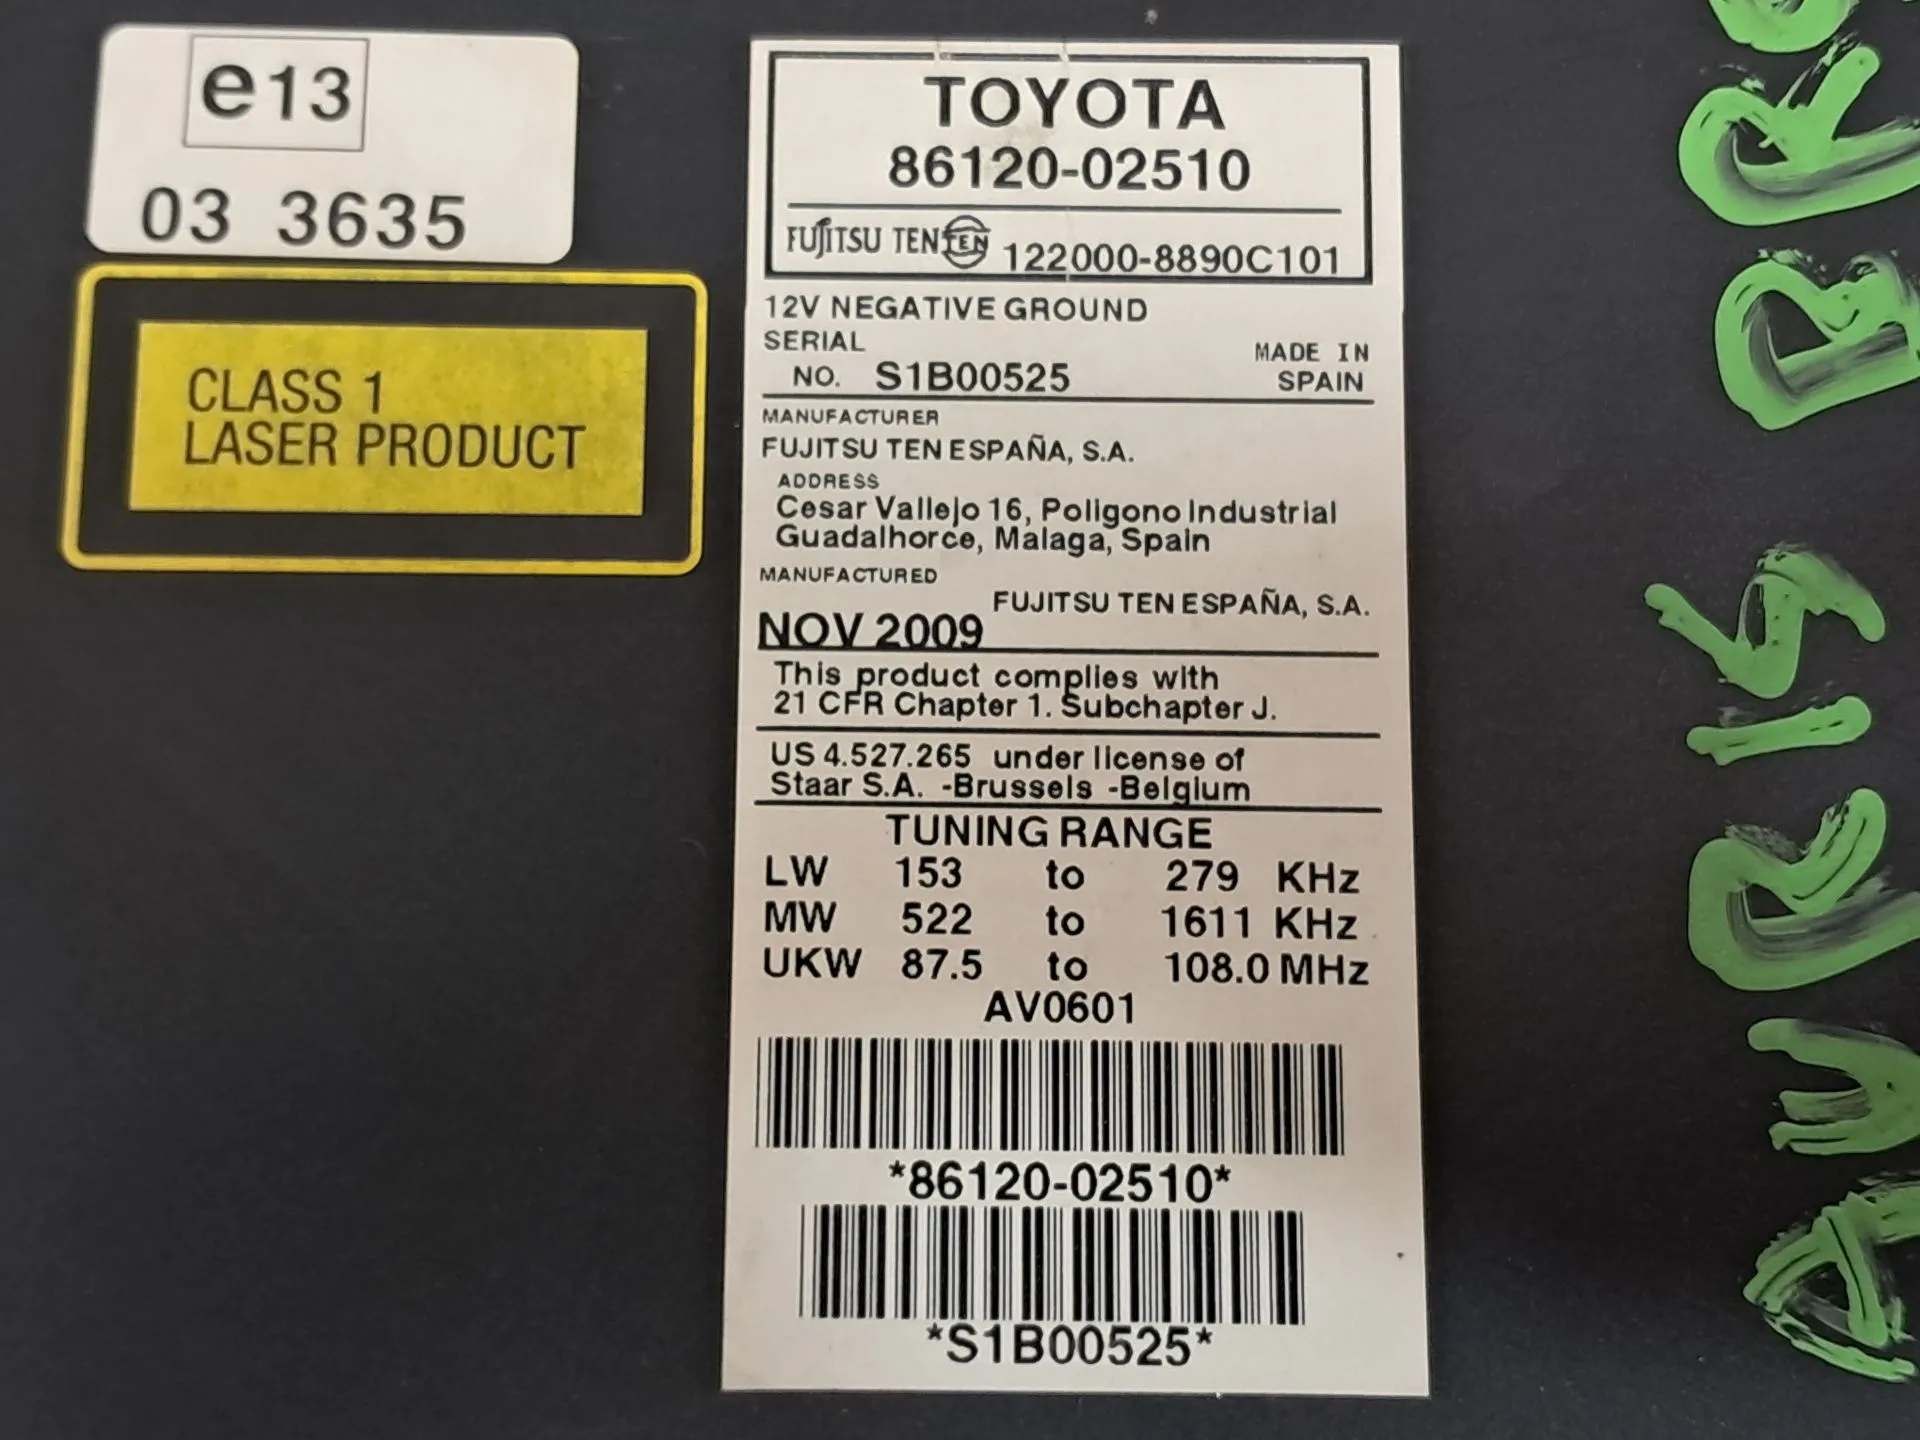 e13
03 3635
CLASS 1
LASER PRODUCT
TOYOTA
86120-02510
FUJITSU TEN TEN 122000-8890C101
12V NEGATIVE GROUND
SERIAL
NO. S1B00525
MADE IN
SPAIN
MANUFACTURER
FUJITSU TEN ESPAÑA, S.A.
ADDRESS
Cesar Vallejo 16, Poligono Industrial
Guadalhorce, Malaga, Spain
MANUFACTURED
FUJITSU TEN ESPAÑA, S.A.
NOV 2009
This product complies with
21 CFR Chapter 1. Subchapter J.
US 4.527.265 under license of
Staar S.A. -Brussels -Belgium
TUNING RANGE
LW 153 to 279 KHz
MW 522 to 1611 KHz
UKW 87.5 to 108.0 MHz
AV0601
*86120-02510*
*S1B00525*
AURIS